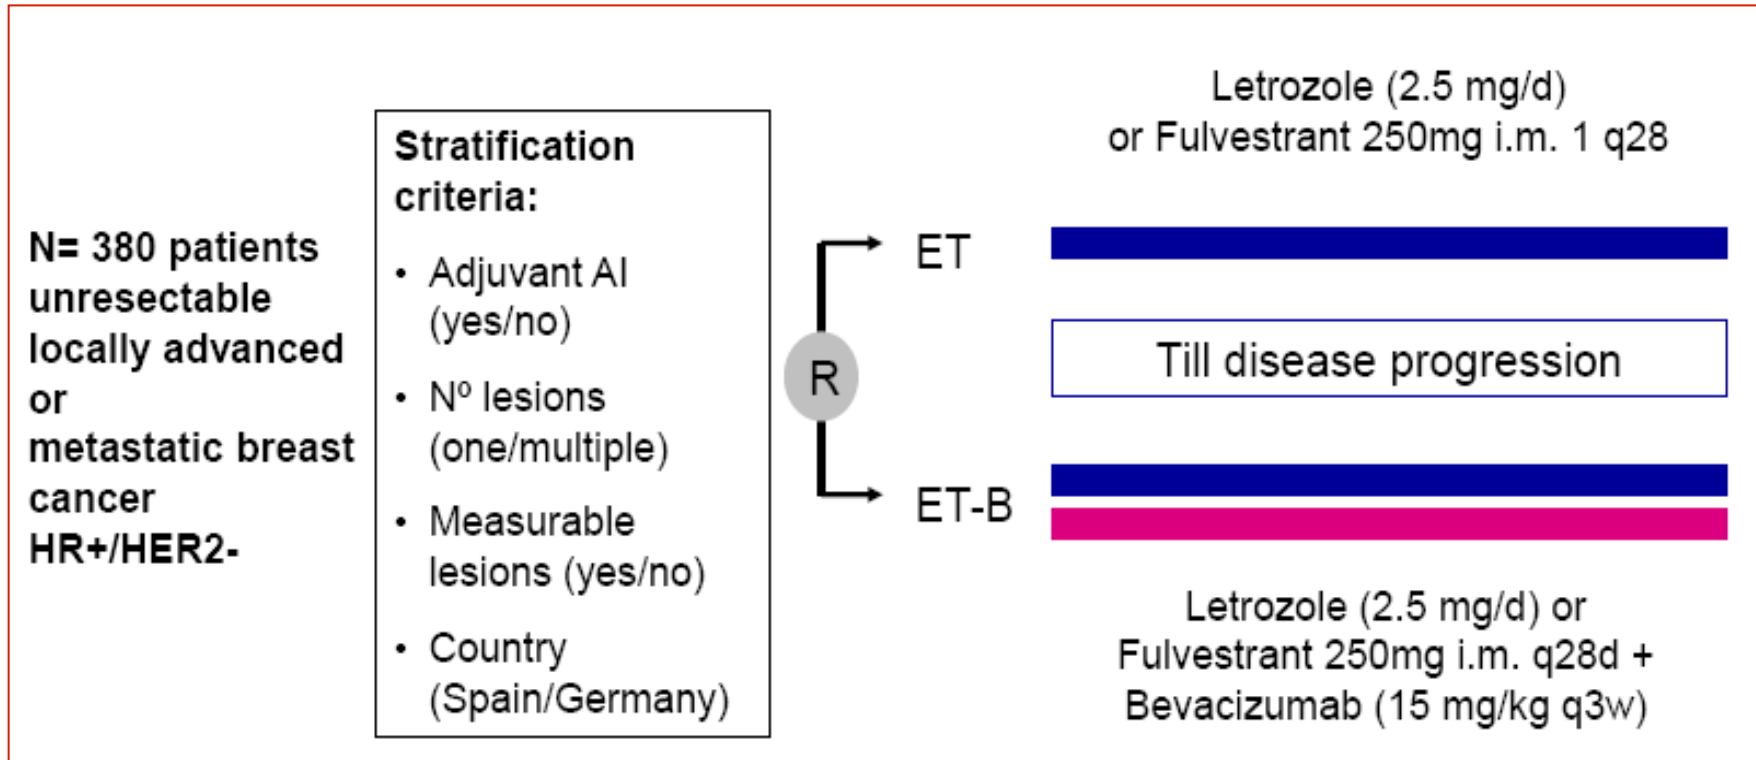 N= 380 patients
unresectable
locally advanced
or
metastatic breast
cancer
HR+/HER2-
Stratification
criteria:
• Adjuvant AI
(yes/no)
• Nº lesions
(one/multiple)
• Measurable
lesions (yes/no)
• Country
(Spain/Germany)
R
ET
ET-B
Letrozole (2.5 mg/d)
or Fulvestrant 250mg i.m. 1 q28
Till disease progression
Letrozole (2.5 mg/d) or
Fulvestrant 250mg i.m. q28d +
Bevacizumab (15 mg/kg q3w)